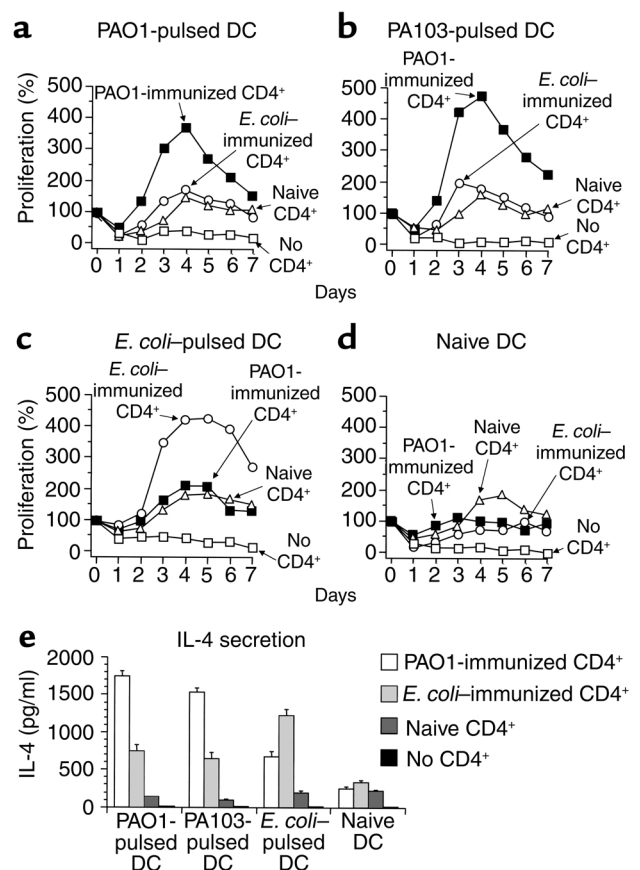 a PAO1-pulsed DC
Proliferation (%)
500
400
300
200
100
0
PAO1-immunized CD4⁺
E. coli–
immunized
CD4⁺
Naive
CD4⁺
No
CD4⁺
0 1 2 3 4 5 6 7
b PA103-pulsed DC
500
400
300
200
100
0
PAO1-
immunized
CD4⁺
E. coli–
immunized
CD4⁺
Naive
CD4⁺
No
CD4⁺
0 1 2 3 4 5 6 7
Days
c E. coli–pulsed DC
Proliferation (%)
500
400
300
200
100
0
E. coli–
immunized
CD4⁺
PAO1-
immunized
CD4⁺
Naive
CD4⁺
No
CD4⁺
0 1 2 3 4 5 6 7
d Naive DC
500
400
300
200
100
0
PAO1-
immunized
CD4⁺
Naive
CD4⁺
E. coli–
immunized
CD4⁺
No
CD4⁺
0 1 2 3 4 5 6 7
Days
e IL-4 secretion
IL-4 (pg/ml)
2000
1500
1000
500
0
PAO1-
pulsed
DC
PA103-
pulsed
DC
E. coli–
pulsed
DC
Naive
DC
PAO1-immunized CD4⁺
E. coli–immunized CD4⁺
Naive CD4⁺
No CD4⁺